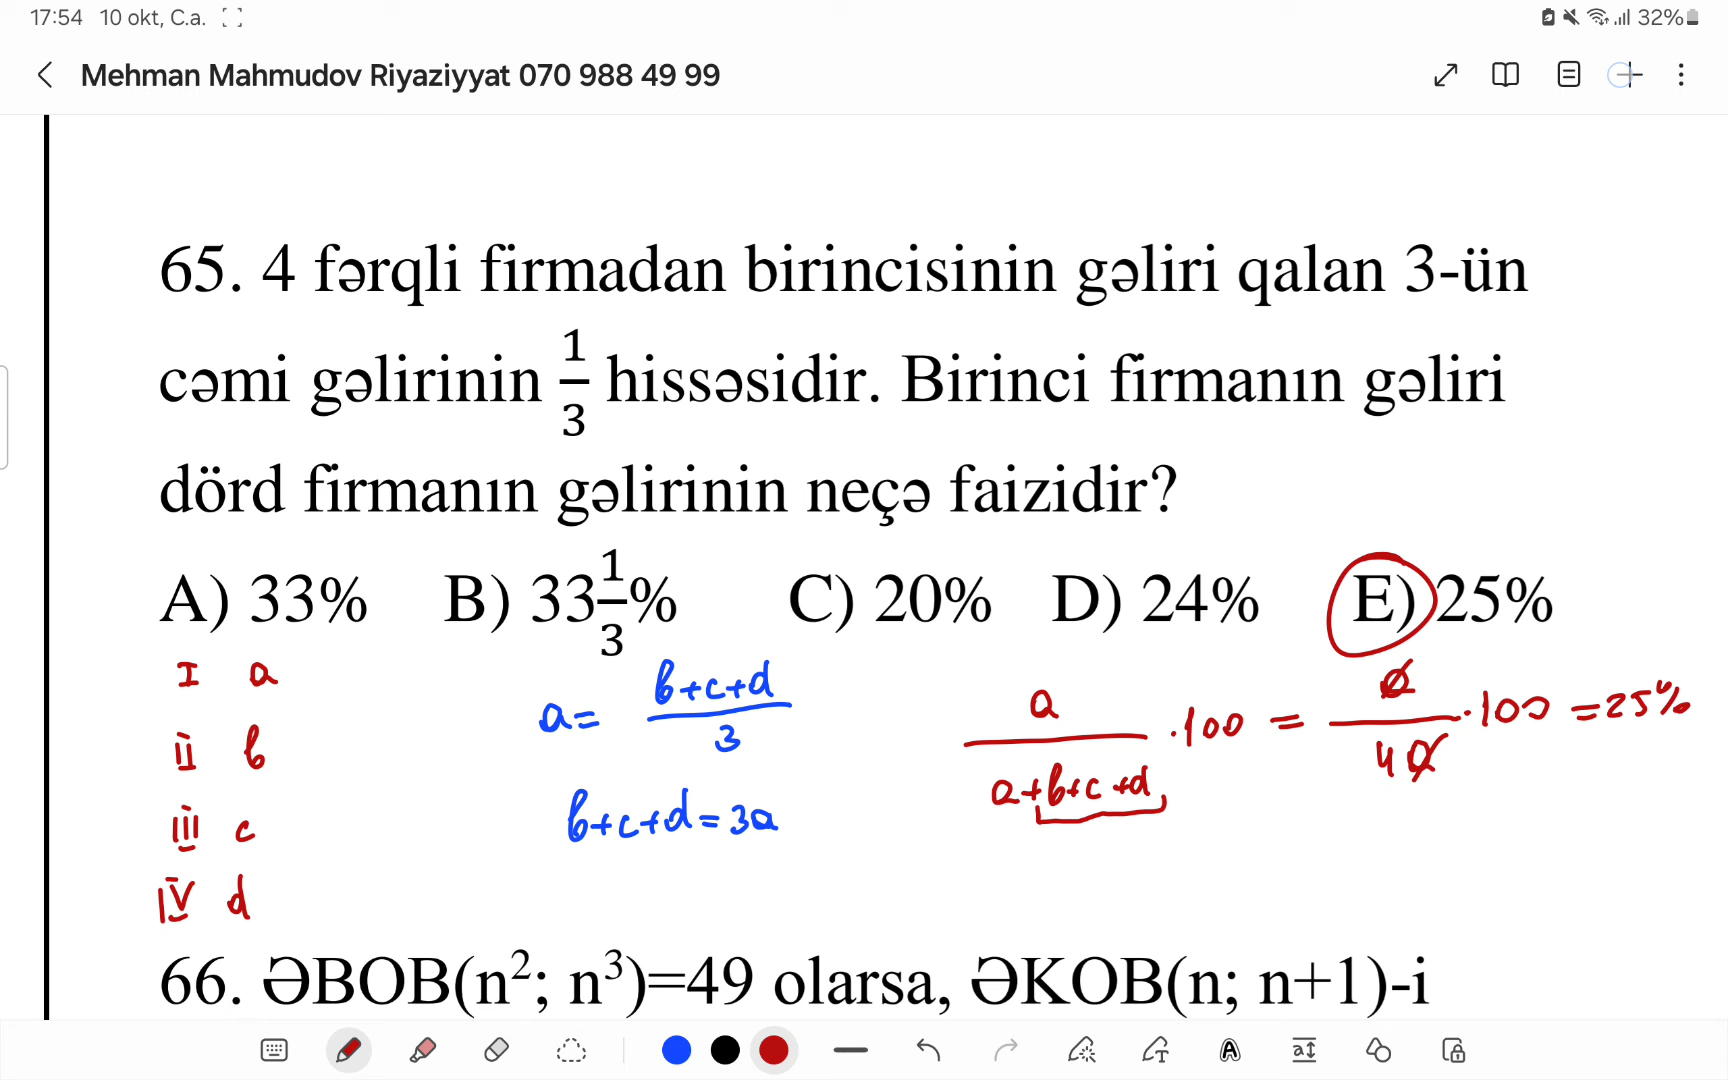 17:54 10 okt, C.a. 32%
Mehman Mahmudov Riyaziyyat 070 988 49 99
65. 4 fərqli firmadan birincisinin gəliri qalan 3-ün
cəmi gəlirinin 1/3 hissəsidir. Birinci firmanın gəliri
dörd firmanın gəlirinin neçə faizidir?
A) 33% B) 33 1/3% C) 20% D) 24% E) 25%
I a
II b
III c
IV d
a = (b+c+d)/3
b+c+d = 3a
a/(a+b+c+d) · 100 = a/4a · 100 = 25%
66. ƏBOB(n²; n³)=49 olarsa, ƏKOB(n; n+1)-i